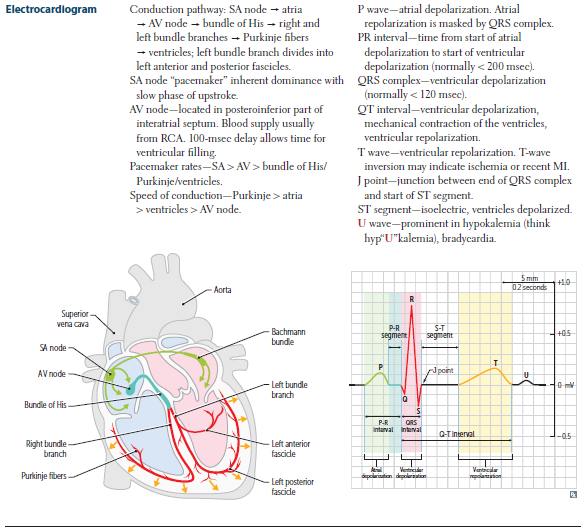 Electrocardiogram
Conduction pathway: SA node → atria
→ AV node → bundle of His → right and
left bundle branches → Purkinje fibers
→ ventricles; left bundle branch divides into
left anterior and posterior fascicles.
SA node “pacemaker” inherent dominance with
slow phase of upstroke.
AV node—located in posteroinferior part of
interatrial septum. Blood supply usually
from RCA. 100-msec delay allows time for
ventricular filling.
Pacemaker rates—SA > AV > bundle of His/
Purkinje/ventricles.
Speed of conduction—Purkinje > atria
> ventricles > AV node.
P wave—atrial depolarization. Atrial
repolarization is masked by QRS complex.
PR interval—time from start of atrial
depolarization to start of ventricular
depolarization (normally < 200 msec).
QRS complex—ventricular depolarization
(normally < 120 msec).
QT interval—ventricular depolarization,
mechanical contraction of the ventricles,
ventricular repolarization.
T wave—ventricular repolarization. T-wave
inversion may indicate ischemia or recent MI.
J point—junction between end of QRS complex
and start of ST segment.
ST segment—isoelectric, ventricles depolarized.
U wave—prominent in hypokalemia (think
hyp“U”kalemia), bradycardia.
Aorta
Superior
vena cava
SA node
AV node
Bundle of His
Right bundle
branch
Purkinje fibers
Bachmann
bundle
Left bundle
branch
Left anterior
fascicle
Left posterior
fascicle
5 mm
0.2 seconds
+1.0
R
P-R
segment
S-T
segment
+0.5
P
J point
T
U
0 mV
Q
S
P-R
interval
QRS
interval
Q-T interval
-0.5
Atrial
depolarization
Ventricular
depolarization
Ventricular
repolarization